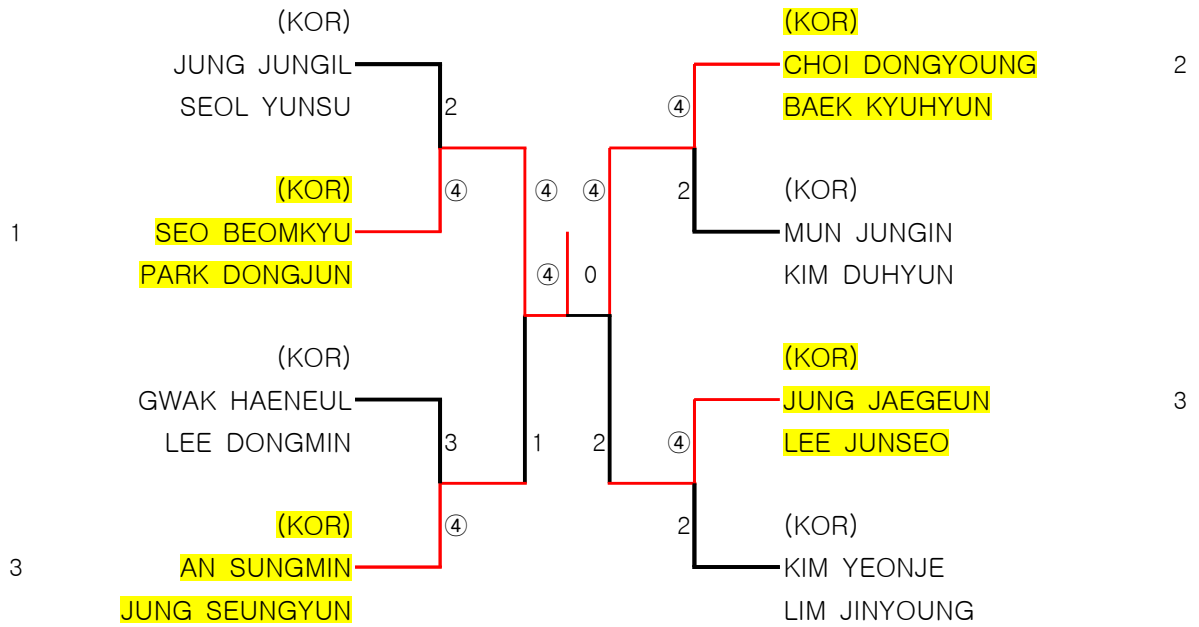 (KOR) (KOR)
JUNG JUNGIL CHOI DONGYOUNG 2
SEOL YUNSU 2 ④ BAEK KYUHYUN
(KOR) ④ ④ ④ 2 (KOR)
1 SEO BEOMKYU MUN JUNGIN
PARK DONGJUN ④ 0 KIM DUHYUN
(KOR) (KOR)
GWAK HAENEUL JUNG JAEGEUN 3
LEE DONGMIN 3 1 2 ④ LEE JUNSEO
(KOR) ④ 2 (KOR)
3 AN SUNGMIN KIM YEONJE
JUNG SEUNGYUN LIM JINYOUNG